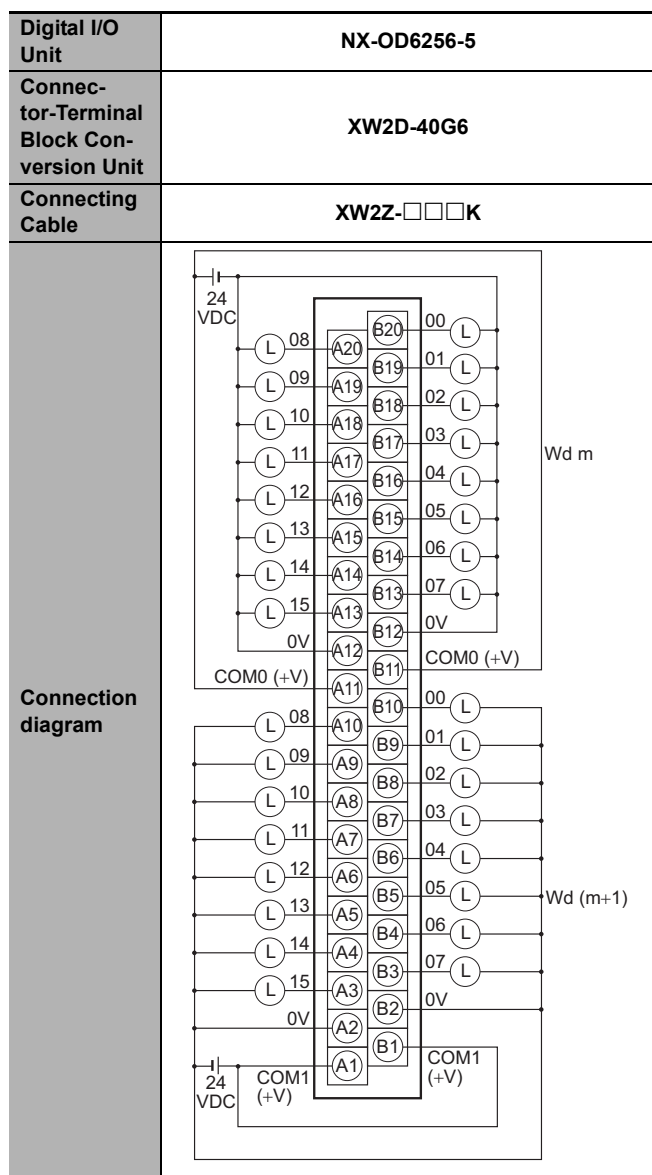 Digital I/O
Unit
NX-OD6256-5
Connec-
tor-Terminal
Block Con-
version Unit
XW2D-40G6
Connecting
Cable
XW2Z-□□□K
Connection
diagram
24
VDC
L 08 A20
L 09 A19
L 10 A18
L 11 A17
L 12 A16
L 13 A15
L 14 A14
L 15 A13
0V A12
COM0 (+V) A11
L 08 A10
L 09 A9
L 10 A8
L 11 A7
L 12 A6
L 13 A5
L 14 A4
L 15 A3
0V A2
24
VDC
COM1
(+V)
A1
B20 00 L
B19 01 L
B18 02 L
B17 03 L
B16 04 L
B15 05 L
B14 06 L
B13 07 L
B12 0V
B11 COM0 (+V)
Wd m
B10 00 L
B9 01 L
B8 02 L
B7 03 L
B6 04 L
B5 05 L
B4 06 L
B3 07 L
B2 0V
B1 COM1
(+V)
Wd (m+1)